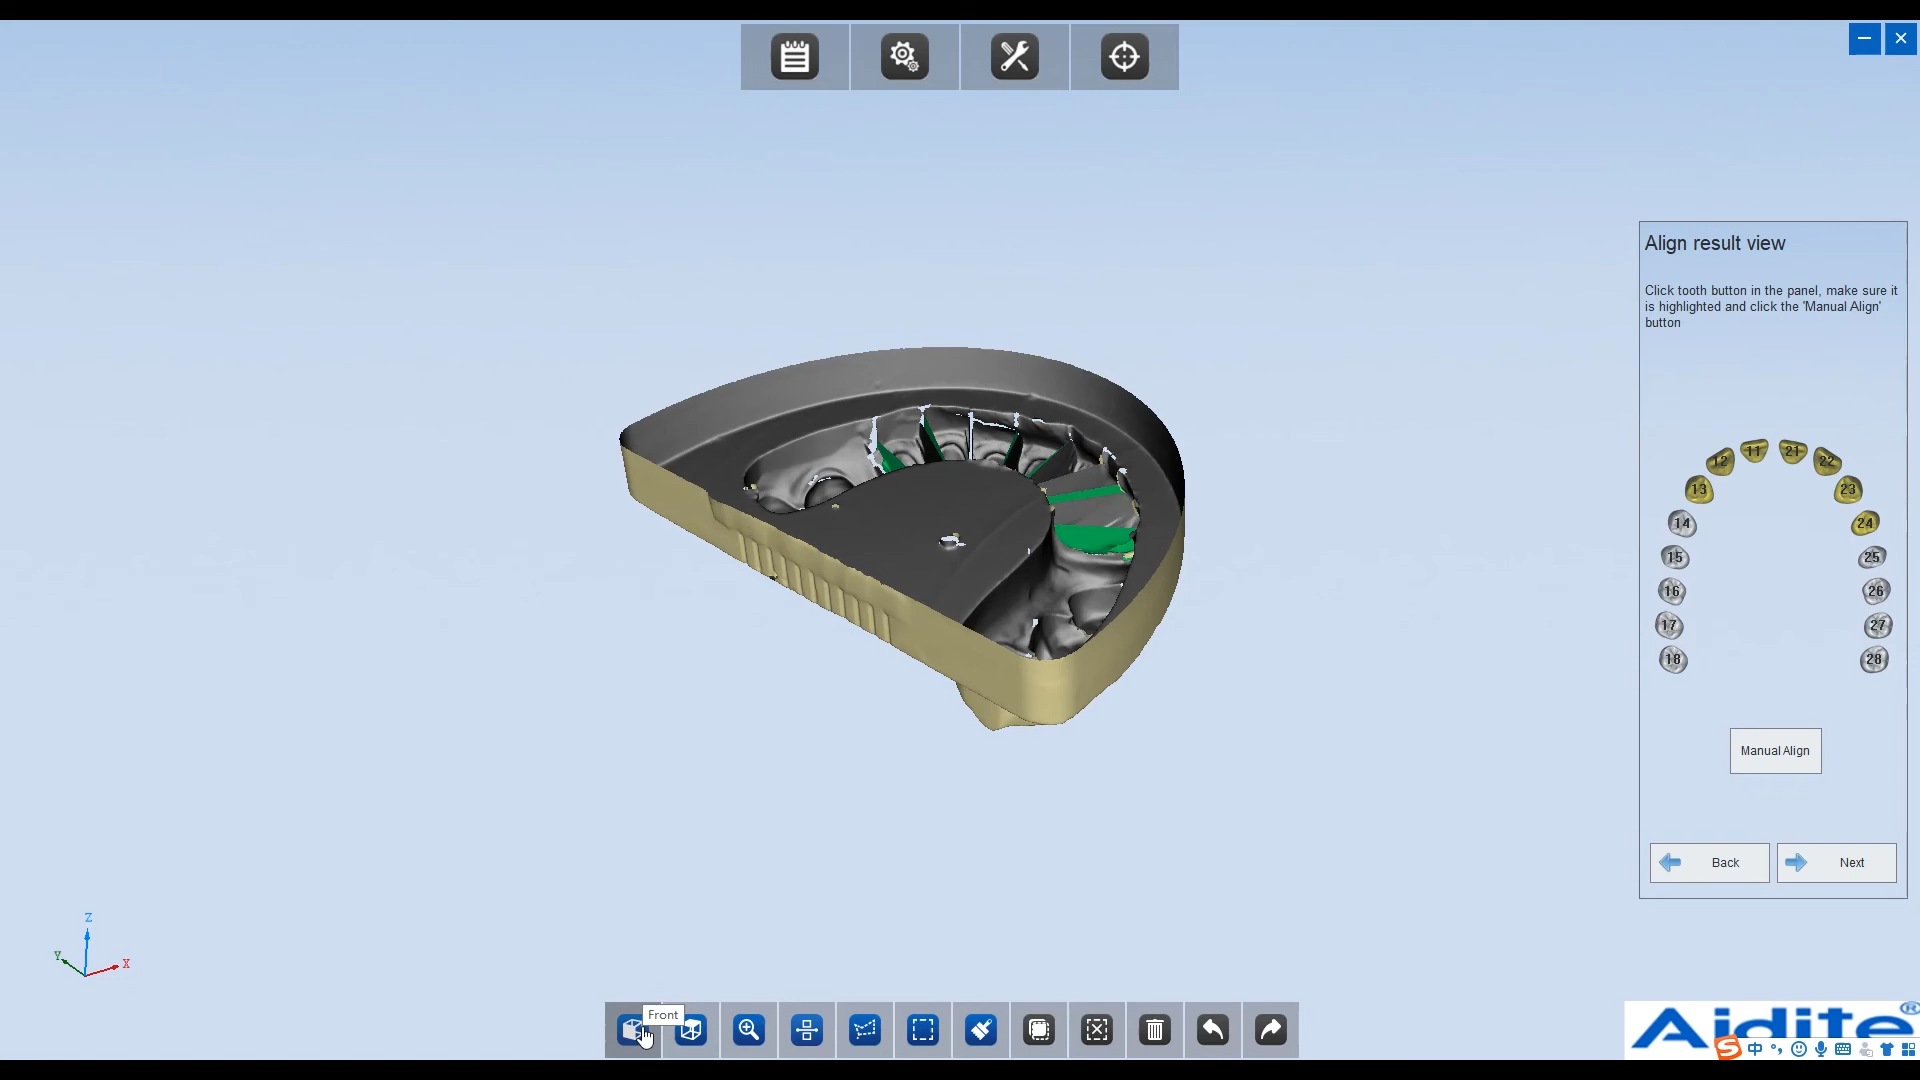 Align result view
Click tooth button in the panel, make sure it
is highlighted and click the 'Manual Align'
button
11 21
12 22
13 23
14 24
15 25
16 26
17 27
18 28
Manual Align
Back Next
Z
Y X
Front
Aidite®
S 中